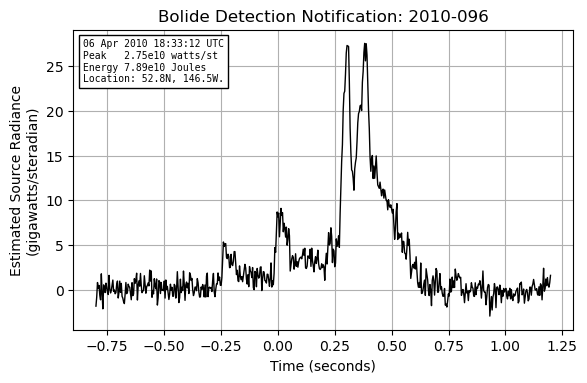 Bolide Detection Notification: 2010-096
06 Apr 2010 18:33:12 UTC
Peak   2.75e10 watts/st
Energy 7.89e10 Joules
Location: 52.8N, 146.5W.
Estimated Source Radiance
(gigawatts/steradian)
25
20
15
10
5
0
−0.75 −0.50 −0.25 0.00 0.25 0.50 0.75 1.00 1.25
Time (seconds)